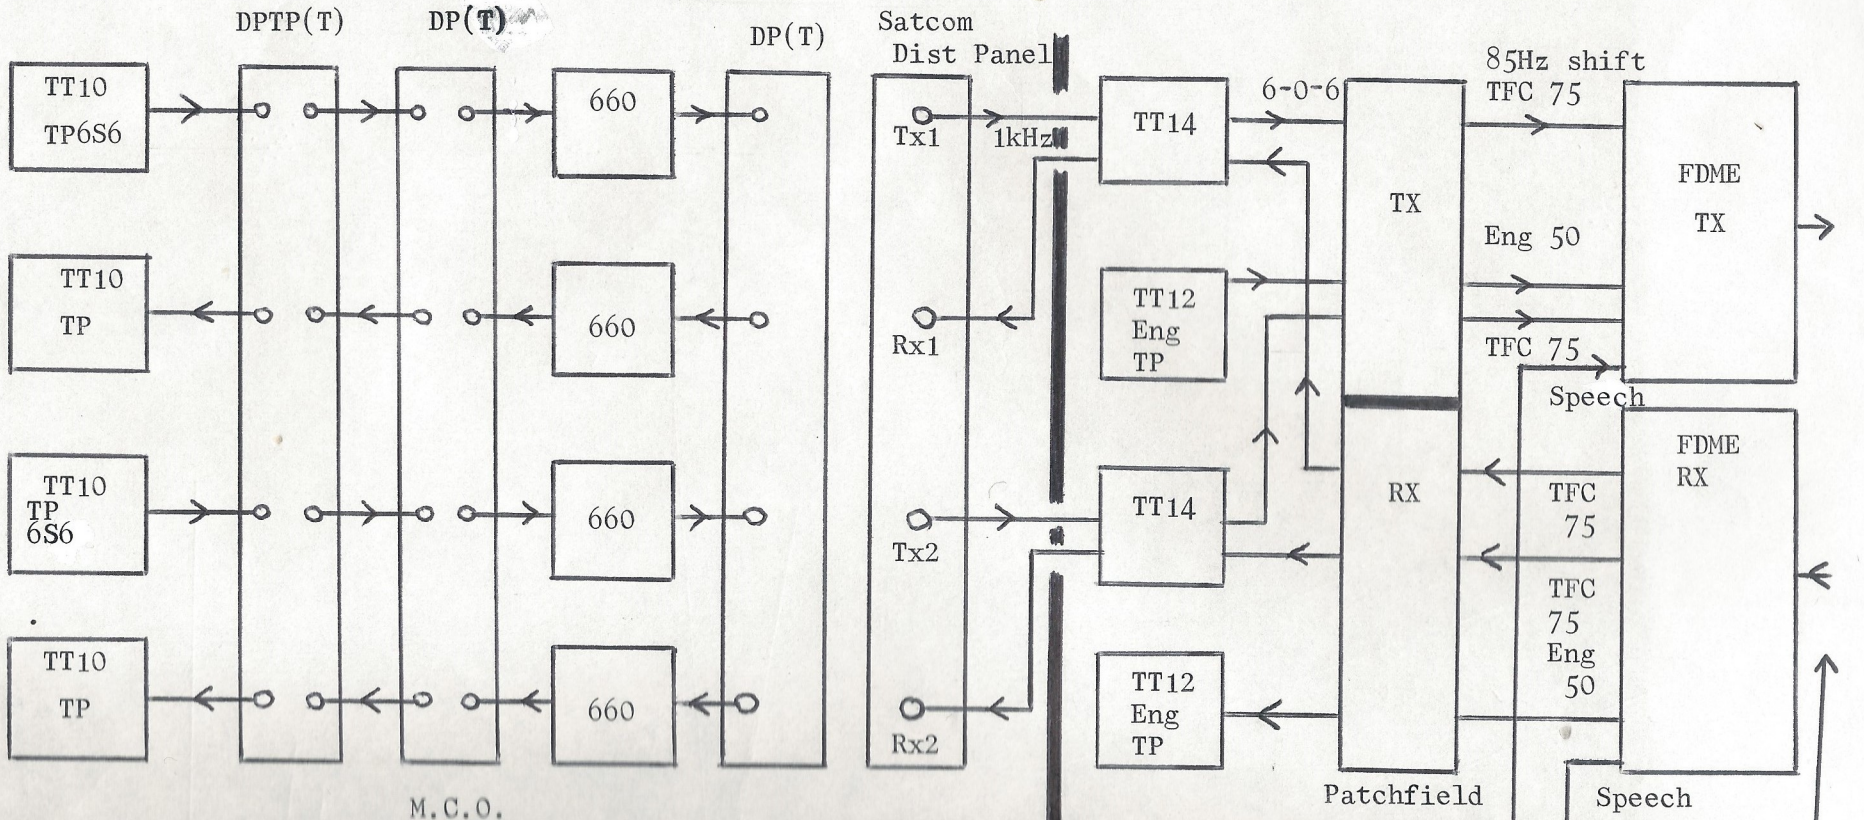 DPTP(T)
DP(T)
DP(T)
Satcom
Dist Panel
TT10
TP6S6
660
Tx1
1kHz
TT14
6-0-6
TX
85Hz shift
TFC 75
FDME
TX
Eng 50
TT10
TP
660
Rx1
TT12
Eng
TP
TFC 75
Speech
TT10
TP
6S6
660
Tx2
TT14
RX
FDME
RX
TFC
75
TFC
75
Eng
50
TT10
TP
660
Rx2
TT12
Eng
TP
Patchfield
Speech
M.C.O.